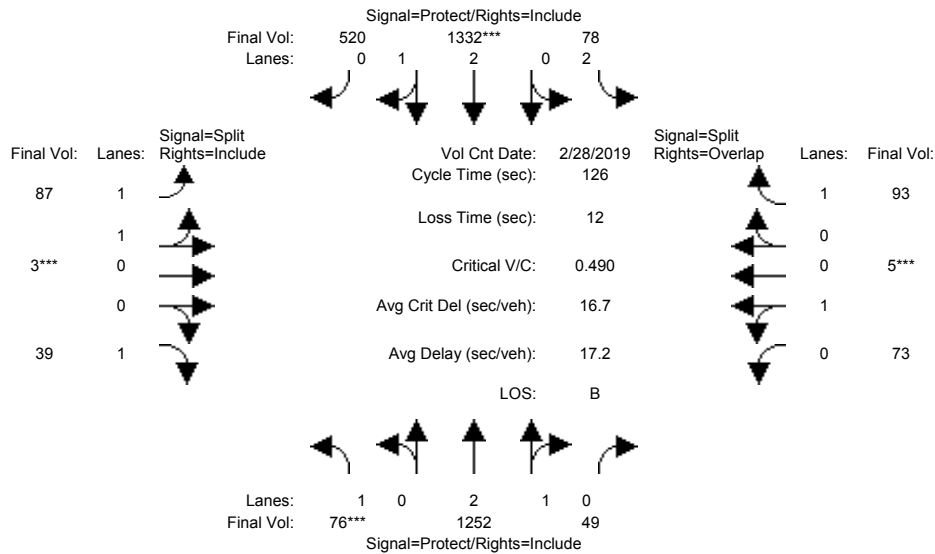 Signal=Protect/Rights=Include
Final Vol: 520 1332*** 78
Lanes: 0 1 2 0 2
Signal=Split
Final Vol: Lanes: Rights=Include
Vol Cnt Date: 2/28/2019
Signal=Split
Rights=Overlap Lanes: Final Vol:
Cycle Time (sec): 126
87 1
1 93
Loss Time (sec): 12
1
0
3*** 0
Critical V/C: 0.490
0 5***
0
Avg Crit Del (sec/veh): 16.7
1
39 1
Avg Delay (sec/veh): 17.2
0 73
LOS: B
Lanes: 1 0 2 1 0
Final Vol: 76*** 1252 49
Signal=Protect/Rights=Include